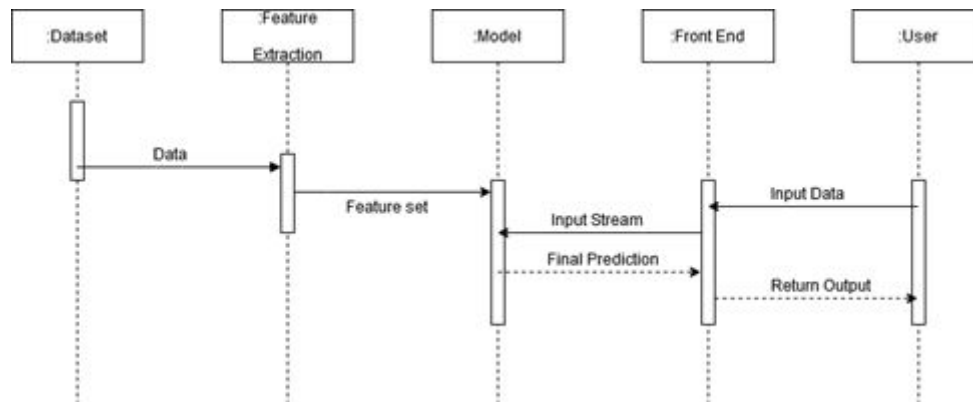 :Dataset
:Feature
Extraction
:Model
:Front End
:User
Data
Feature set
Input Data
Input Stream
Final Prediction
Return Output